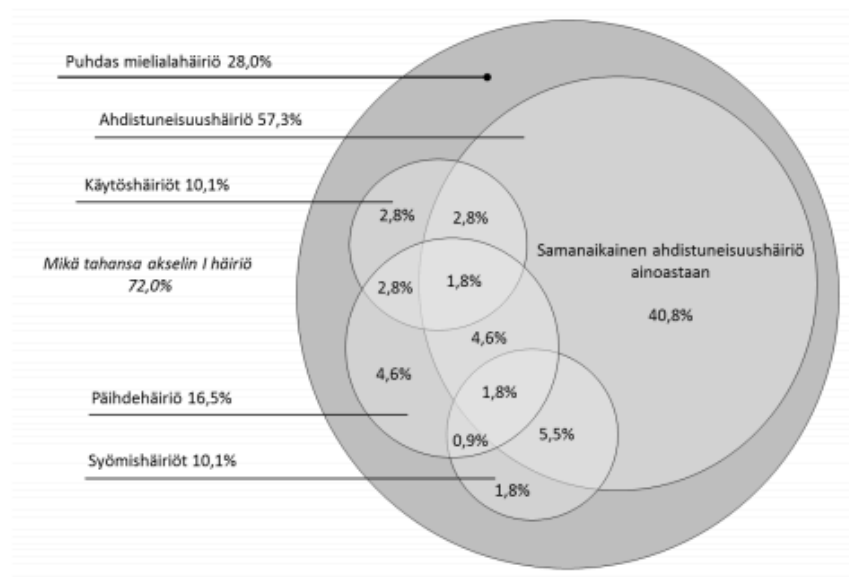 Puhdas mielialahäiriö 28,0%
Ahdistuneisuushäiriö 57,3%
Käytöshäiriöt 10,1%
2,8%
2,8%
Samanaikainen ahdistuneisuushäiriö
ainoastaan
Mikä tahansa akselin I häiriö
72,0%
2,8%
1,8%
40,8%
4,6%
4,6%
Päihdehäiriö 16,5%
1,8%
0,9%
5,5%
Syömishäiriöt 10,1%
1,8%